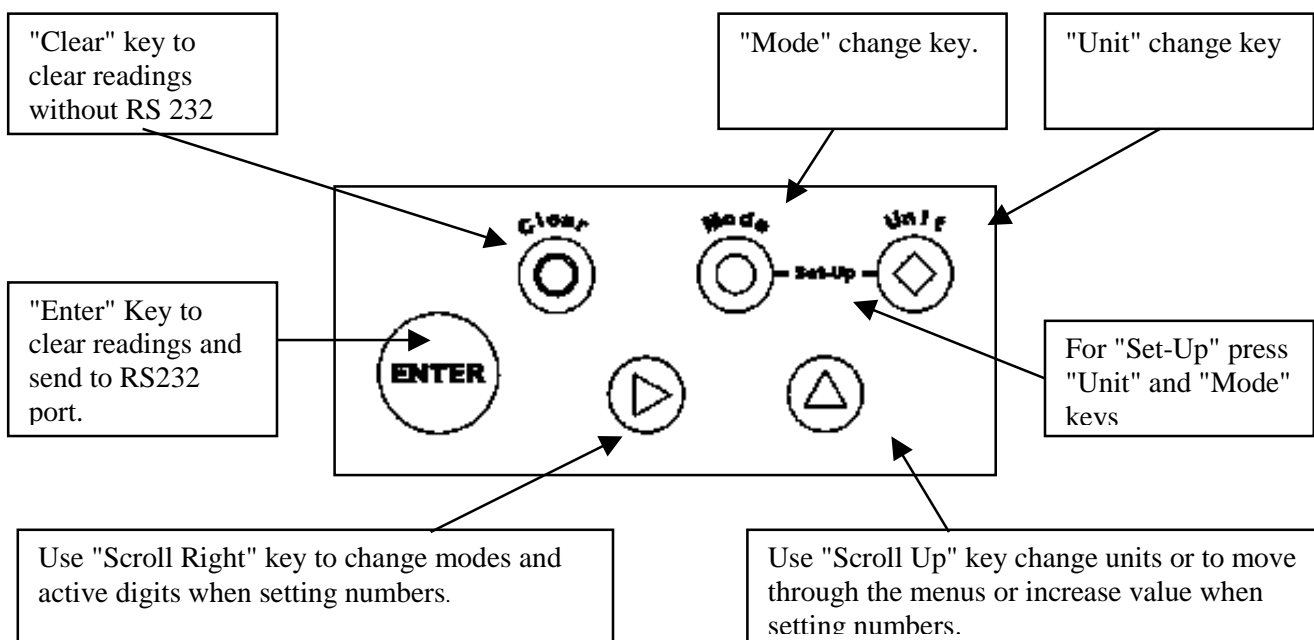 "Clear" key to
clear readings
without RS 232
"Mode" change key.
"Unit" change key
Clear
Mode
Unit
Set-Up
"Enter" Key to
clear readings and
send to RS232
port.
ENTER
For "Set-Up" press
"Unit" and "Mode"
keys
Use "Scroll Right" key to change modes and
active digits when setting numbers.
Use "Scroll Up" key change units or to move
through the menus or increase value when
setting numbers.